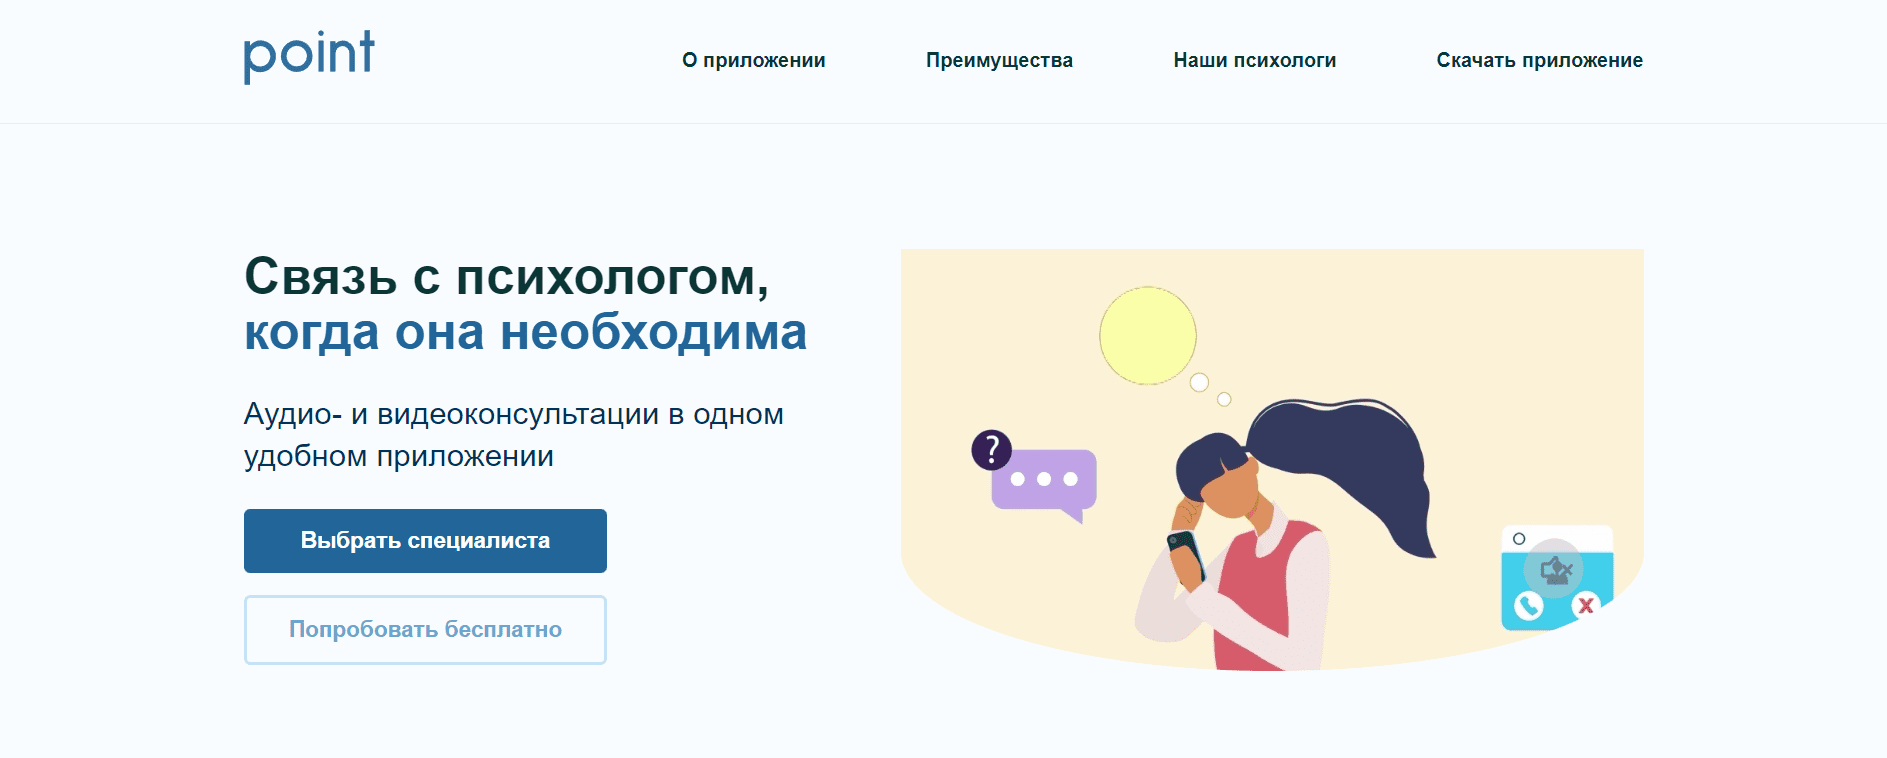 point
О приложении
Преимущества
Наши психологи
Скачать приложение
Связь с психологом,
когда она необходима
Аудио- и видеоконсультации в одном
удобном приложении
?
Выбрать специалиста
Попробовать бесплатно